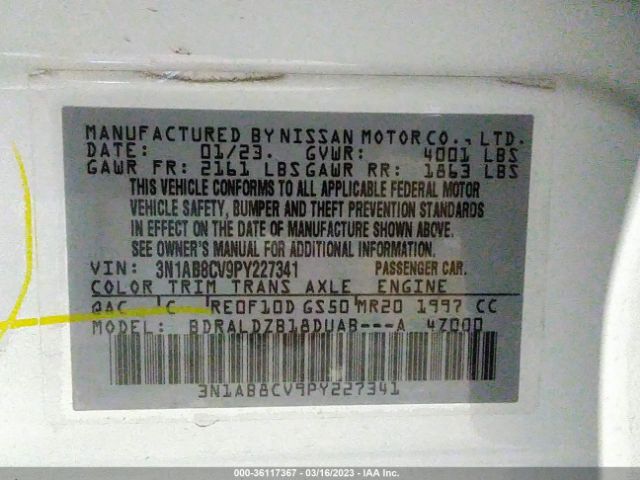 MANUFACTURED BY NISSAN MOTOR CO., LTD.
DATE: 01/23. GVWR: 4001 LBS
GAWR FR: 2161 LBS GAWR RR: 1863 LBS
THIS VEHICLE CONFORMS TO ALL APPLICABLE FEDERAL MOTOR
VEHICLE SAFETY, BUMPER AND THEFT PREVENTION STANDARDS
IN EFFECT ON THE DATE OF MANUFACTURE SHOWN ABOVE.
SEE OWNER'S MANUAL FOR ADDITIONAL INFORMATION.
VIN: 3N1AB8CV9PY227341 PASSENGER CAR.
COLOR TRIM TRANS AXLE ENGINE
QAC C RE0F10D GS50 MR20 1997 CC
MODEL: BDRALDZB18DUAB---A 4Z000
3N1AB8CV9PY227341
000-36117367 - 03/16/2023 - IAA Inc.